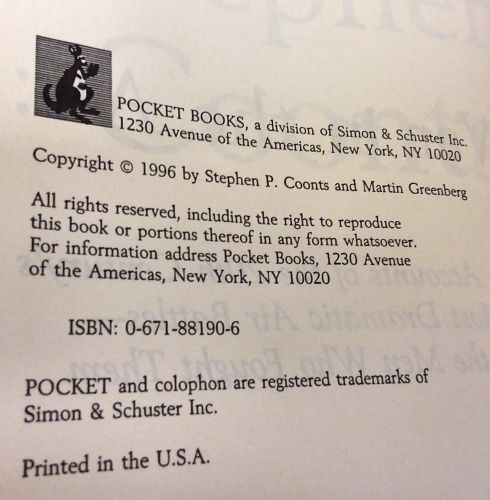 POCKET BOOKS, a division of Simon & Schuster Inc.
1230 Avenue of the Americas, New York, NY 10020
Copyright © 1996 by Stephen P. Coonts and Martin Greenberg
All rights reserved, including the right to reproduce
this book or portions thereof in any form whatsoever.
For information address Pocket Books, 1230 Avenue
of the Americas, New York, NY 10020
ISBN: 0-671-88190-6
POCKET and colophon are registered trademarks of
Simon & Schuster Inc.
Printed in the U.S.A.